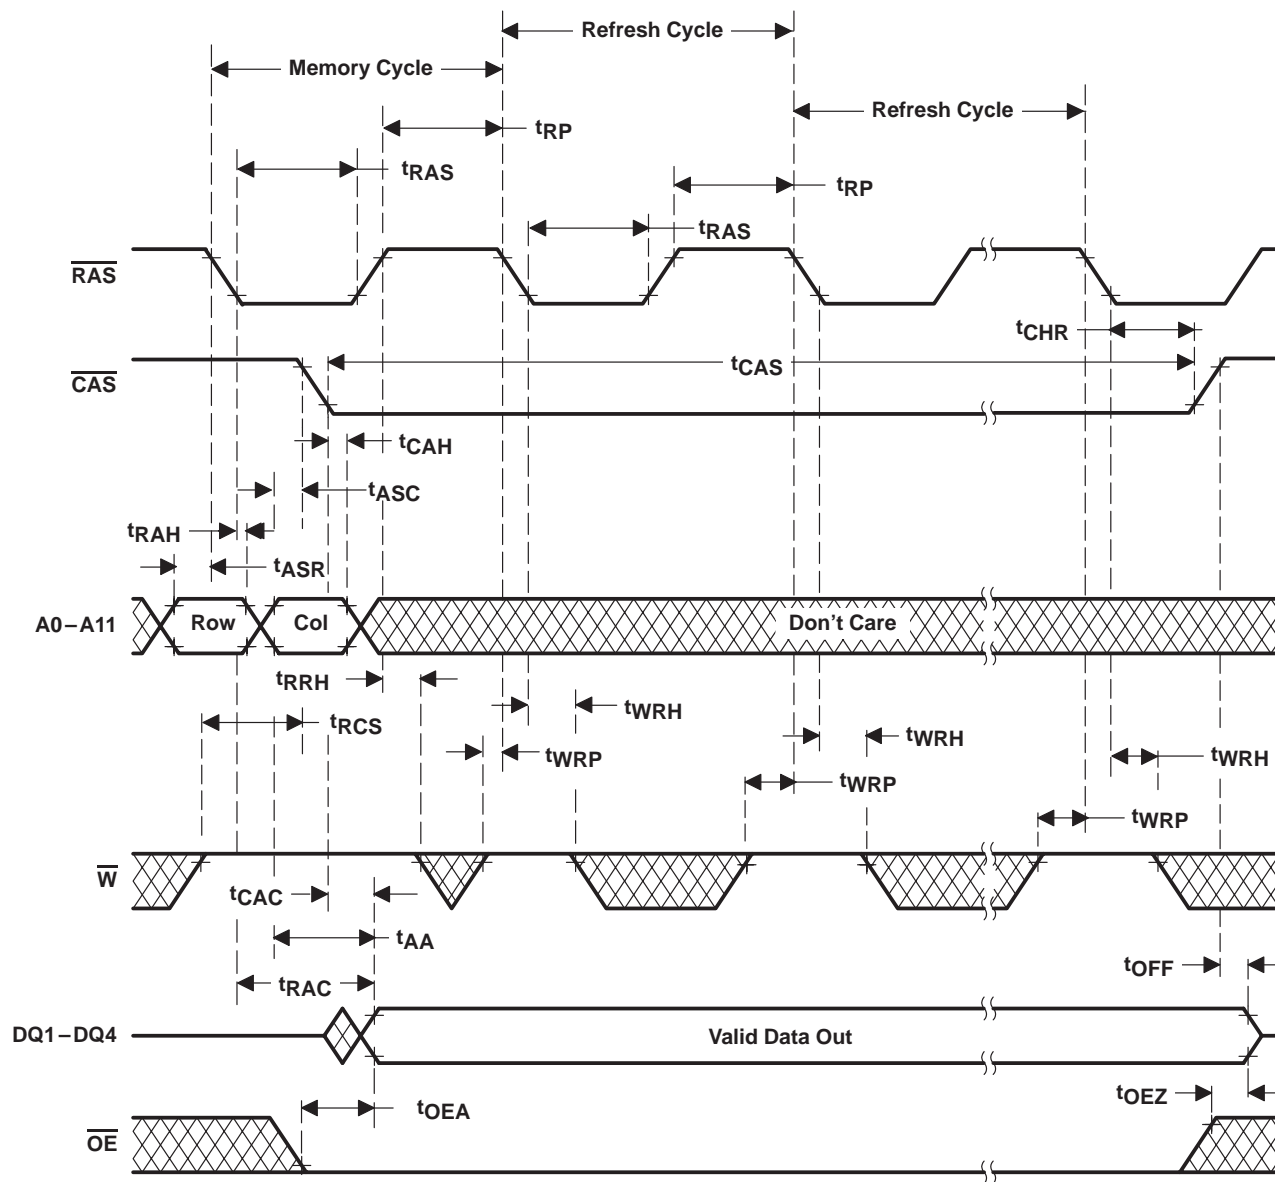 Refresh Cycle
Memory Cycle
Refresh Cycle
tRP
tRAS
tRP
tRAS
RAS
tCHR
tCAS
CAS
tCAH
tASC
tRAH
tASR
A0–A11
Row
Col
Don't Care
tRRH
tWRH
tRCS
tWRH
tWRH
tWRP
tWRP
tWRP
W
tCAC
tAA
tOFF
tRAC
DQ1–DQ4
Valid Data Out
tOEZ
tOEA
OE